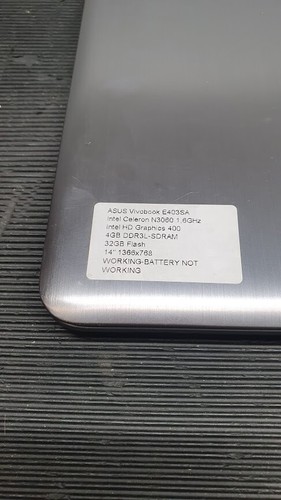 ASUS Vivobook E403SA
Intel Celeron N3060 1.6GHz
Intel HD Graphics 400
4GB DDR3L-SDRAM
32GB Flash
14" 1366x768
WORKING-BATTERY NOT
WORKING